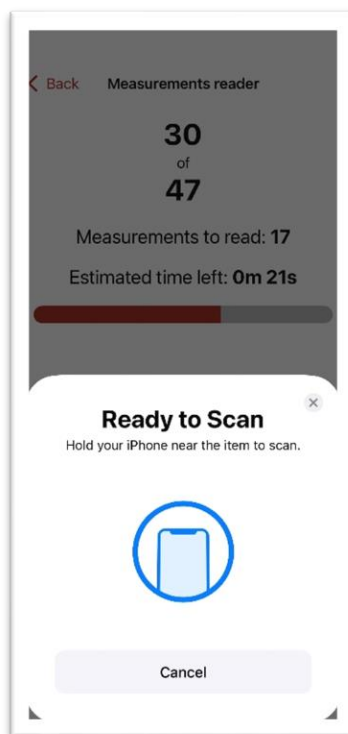 Back Measurements reader
30
of
47
Measurements to read: 17
Estimated time left: 0m 21s
Ready to Scan
Hold your iPhone near the item to scan.
Cancel